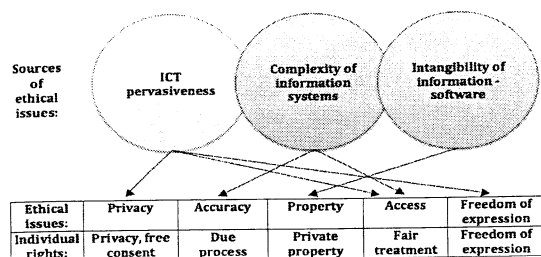 Sources
of
ethical
issues:
ICT
pervasiveness
Complexity of
information
systems
Intangibility of
information -
software
Ethical
issues:
Privacy
Accuracy
Property
Access
Freedom of
expression
Individual
rights:
Privacy, free
consent
Due
process
Private
property
Fair
treatment
Freedom of
expression